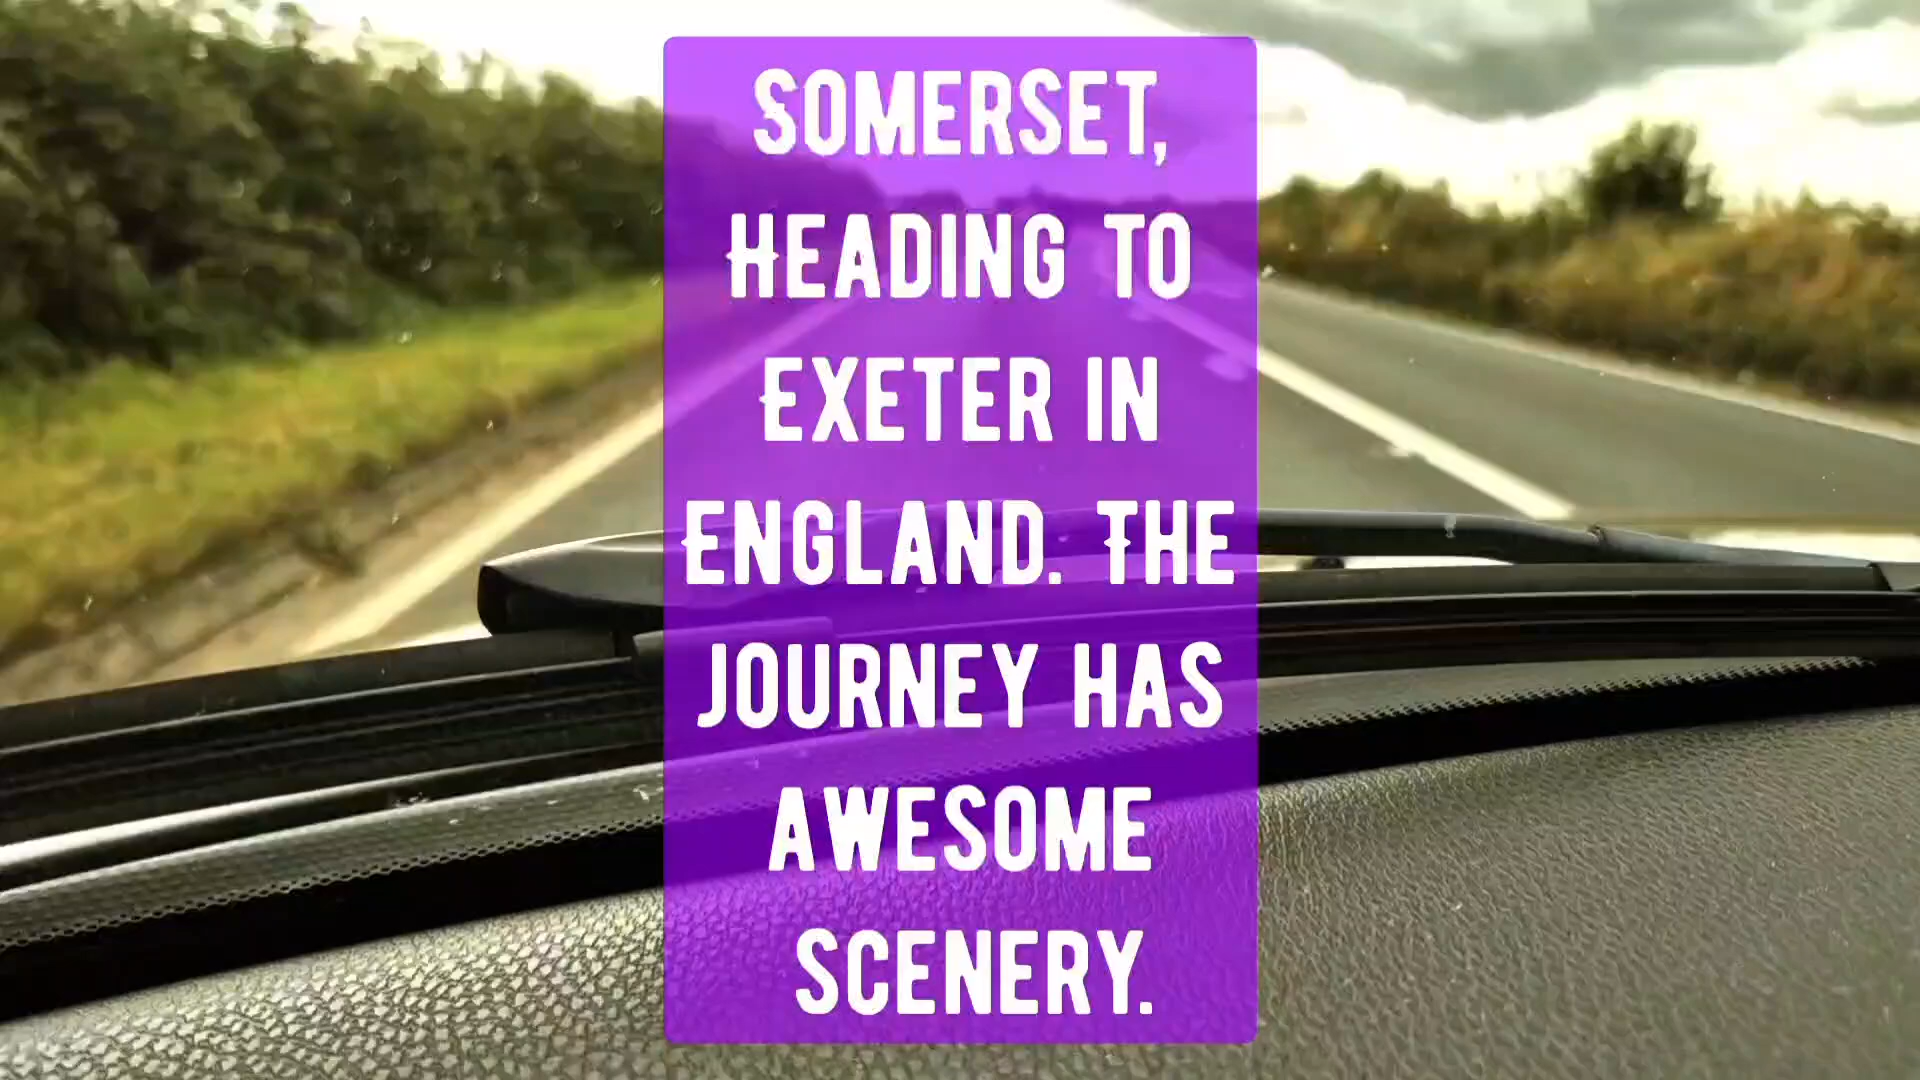 Somerset,
Heading to
Exeter in
England. The
journey has
awesome
scenery.